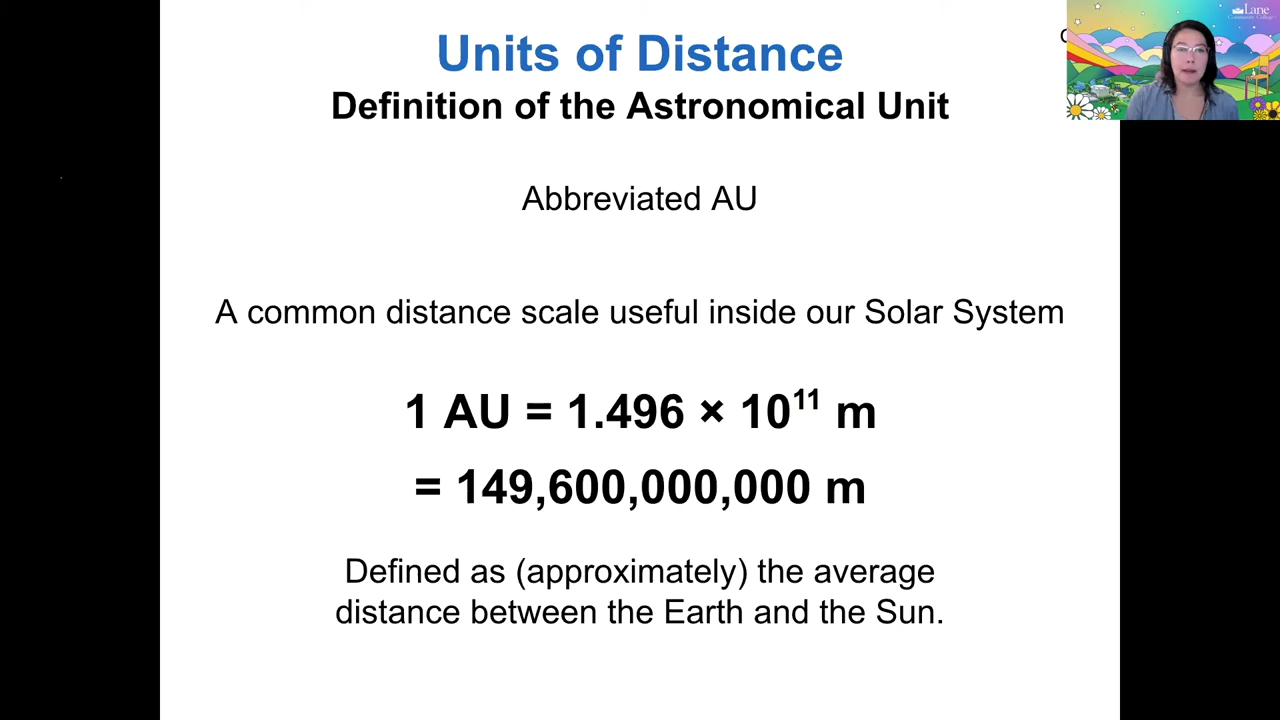 Units of Distance
Definition of the Astronomical Unit
Lane
Community College
Abbreviated AU
A common distance scale useful inside our Solar System
1 AU = 1.496 × 10¹¹ m
= 149,600,000,000 m
Defined as (approximately) the average
distance between the Earth and the Sun.